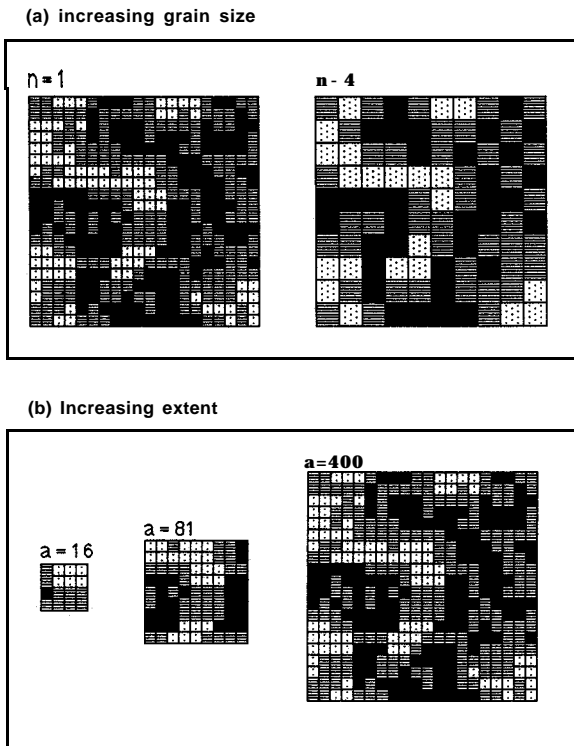 (a) increasing grain size
n=1
n-4
(b) Increasing extent
a=400
a=81
a=16